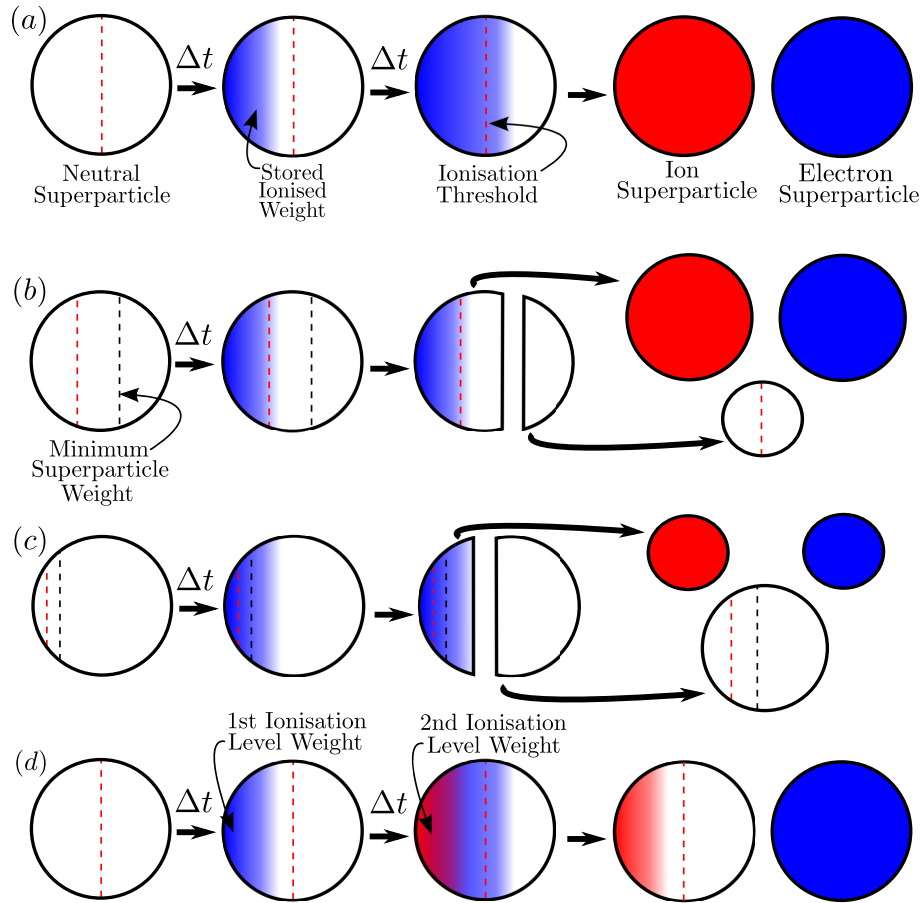 (a)
Δt
Δt
Neutral
Superparticle
Stored
Ionised
Weight
Ionisation
Threshold
Ion
Superparticle
Electron
Superparticle
(b)
Δt
Minimum
Superparticle
Weight
(c)
Δt
1st Ionisation
Level Weight
2nd Ionisation
Level Weight
(d)
Δt
Δt